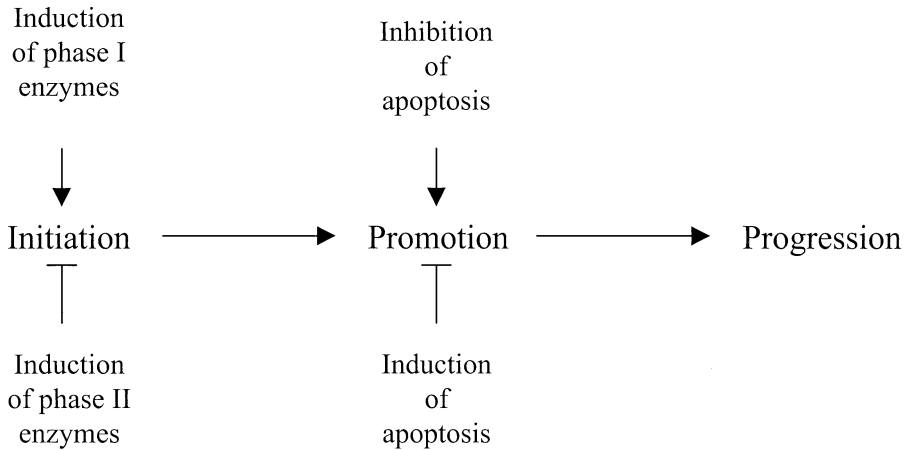 Induction
of phase I
enzymes
Inhibition
of
apoptosis
Initiation
Promotion
Progression
Induction
of phase II
enzymes
Induction
of
apoptosis